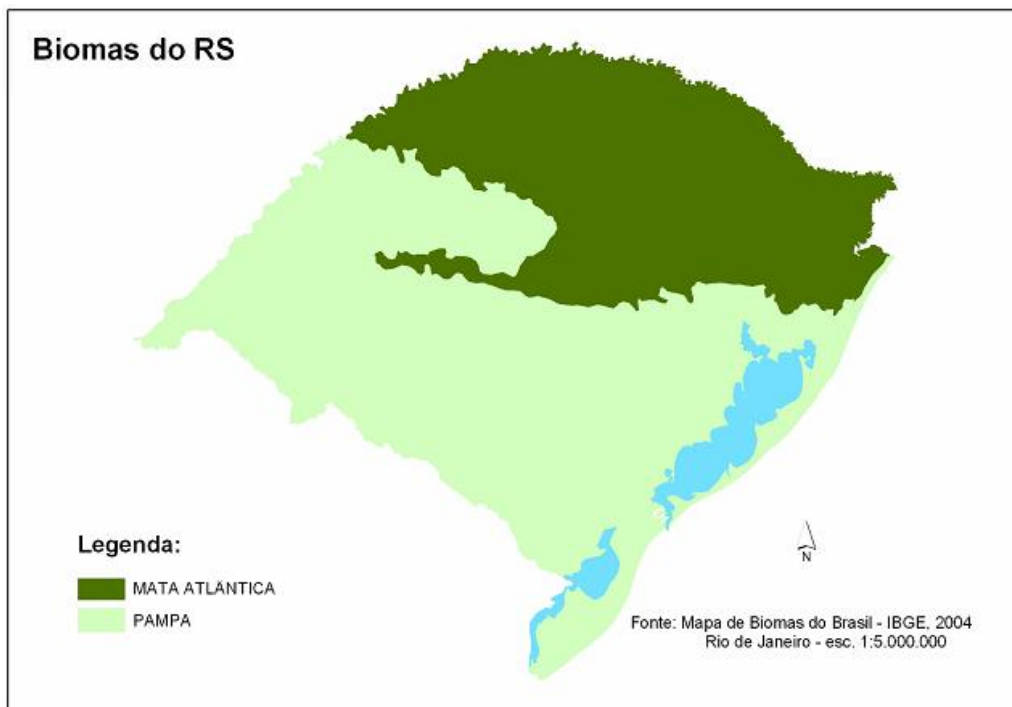 Biomas do RS
Legenda:
MATA ATLÂNTICA
PAMPA
N
Fonte: Mapa de Biomas do Brasil - IBGE, 2004
Rio de Janeiro - esc. 1:5.000.000